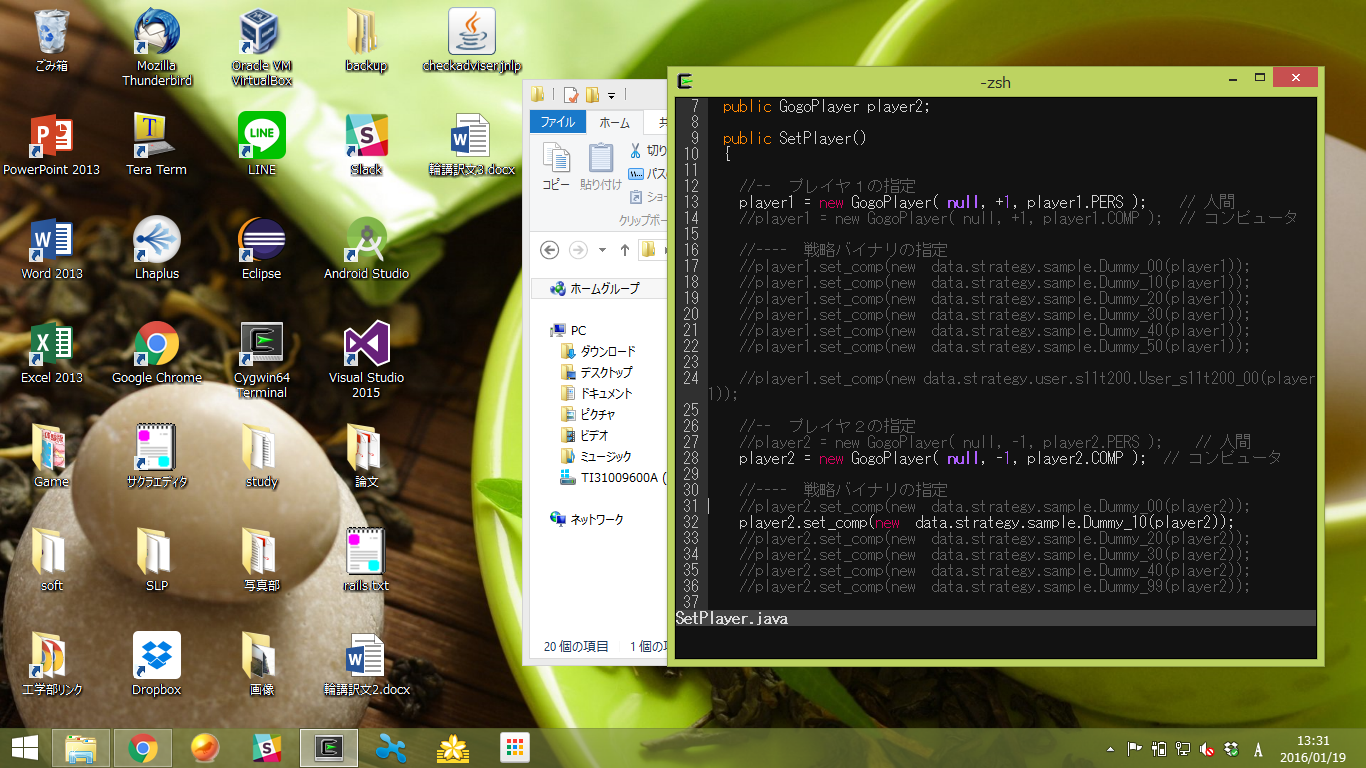 ごみ箱
Mozilla Thunderbird
Oracle VM VirtualBox
backup
checkadviser.jnlp
PowerPoint 2013
Tera Term
LINE
Slack
輪講訳文3 docx
Word 2013
Lhaplus
Eclipse
Android Studio
Excel 2013
Google Chrome
Cygwin64 Terminal
Visual Studio 2015
Game
サクラエディタ
study
論文
soft
SLP
写真部
rails.txt
工学部リンク
Dropbox
画像
輪講訳文2.docx
ファイル
ホーム
コピー
貼り付け
切り
パス
ショー
クリップボー
ホームグループ
PC
ダウンロード
デスクトップ
ドキュメント
ピクチャ
ビデオ
ミュージック
TI31009600A (
ネットワーク
20 個の項目
1 個の
-zsh
7 public GogoPlayer player2;
8
9 public SetPlayer()
10 {
11
12 //-- プレイヤ１の指定
13 player1 = new GogoPlayer( null, +1, player1.PERS ); // 人間
14 //player1 = new GogoPlayer( null, +1, player1.COMP ); // コンピュータ
15
16 //---- 戦略バイナリの指定
17 //player1.set_comp(new data.strategy.sample.Dummy_00(player1));
18 //player1.set_comp(new data.strategy.sample.Dummy_10(player1));
19 //player1.set_comp(new data.strategy.sample.Dummy_20(player1));
20 //player1.set_comp(new data.strategy.sample.Dummy_30(player1));
21 //player1.set_comp(new data.strategy.sample.Dummy_40(player1));
22 //player1.set_comp(new data.strategy.sample.Dummy_50(player1));
23
24 //player1.set_comp(new data.strategy.user.s11t200.User_s11t200_00(player
1));
25
26 //-- プレイヤ２の指定
27 //player2 = new GogoPlayer( null, -1, player2.PERS ); // 人間
28 player2 = new GogoPlayer( null, -1, player2.COMP ); // コンピュータ
29
30 //---- 戦略バイナリの指定
31 //player2.set_comp(new data.strategy.sample.Dummy_00(player2));
32 player2.set_comp(new data.strategy.sample.Dummy_10(player2));
33 //player2.set_comp(new data.strategy.sample.Dummy_20(player2));
34 //player2.set_comp(new data.strategy.sample.Dummy_30(player2));
35 //player2.set_comp(new data.strategy.sample.Dummy_40(player2));
36 //player2.set_comp(new data.strategy.sample.Dummy_99(player2));
37
SetPlayer.java
A
13:31
2016/01/19